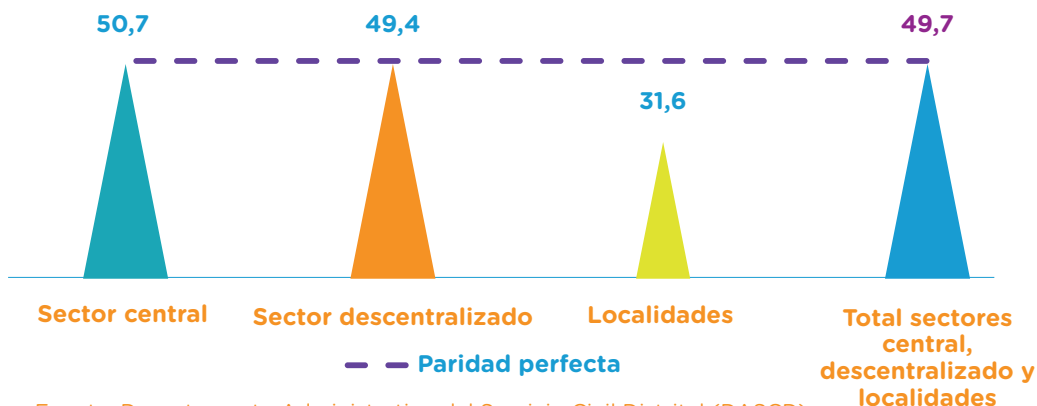 50,7
49,4
49,7
31,6
Sector central
Sector descentralizado
Localidades
Total sectores
central,
descentralizado y
localidades
Paridad perfecta